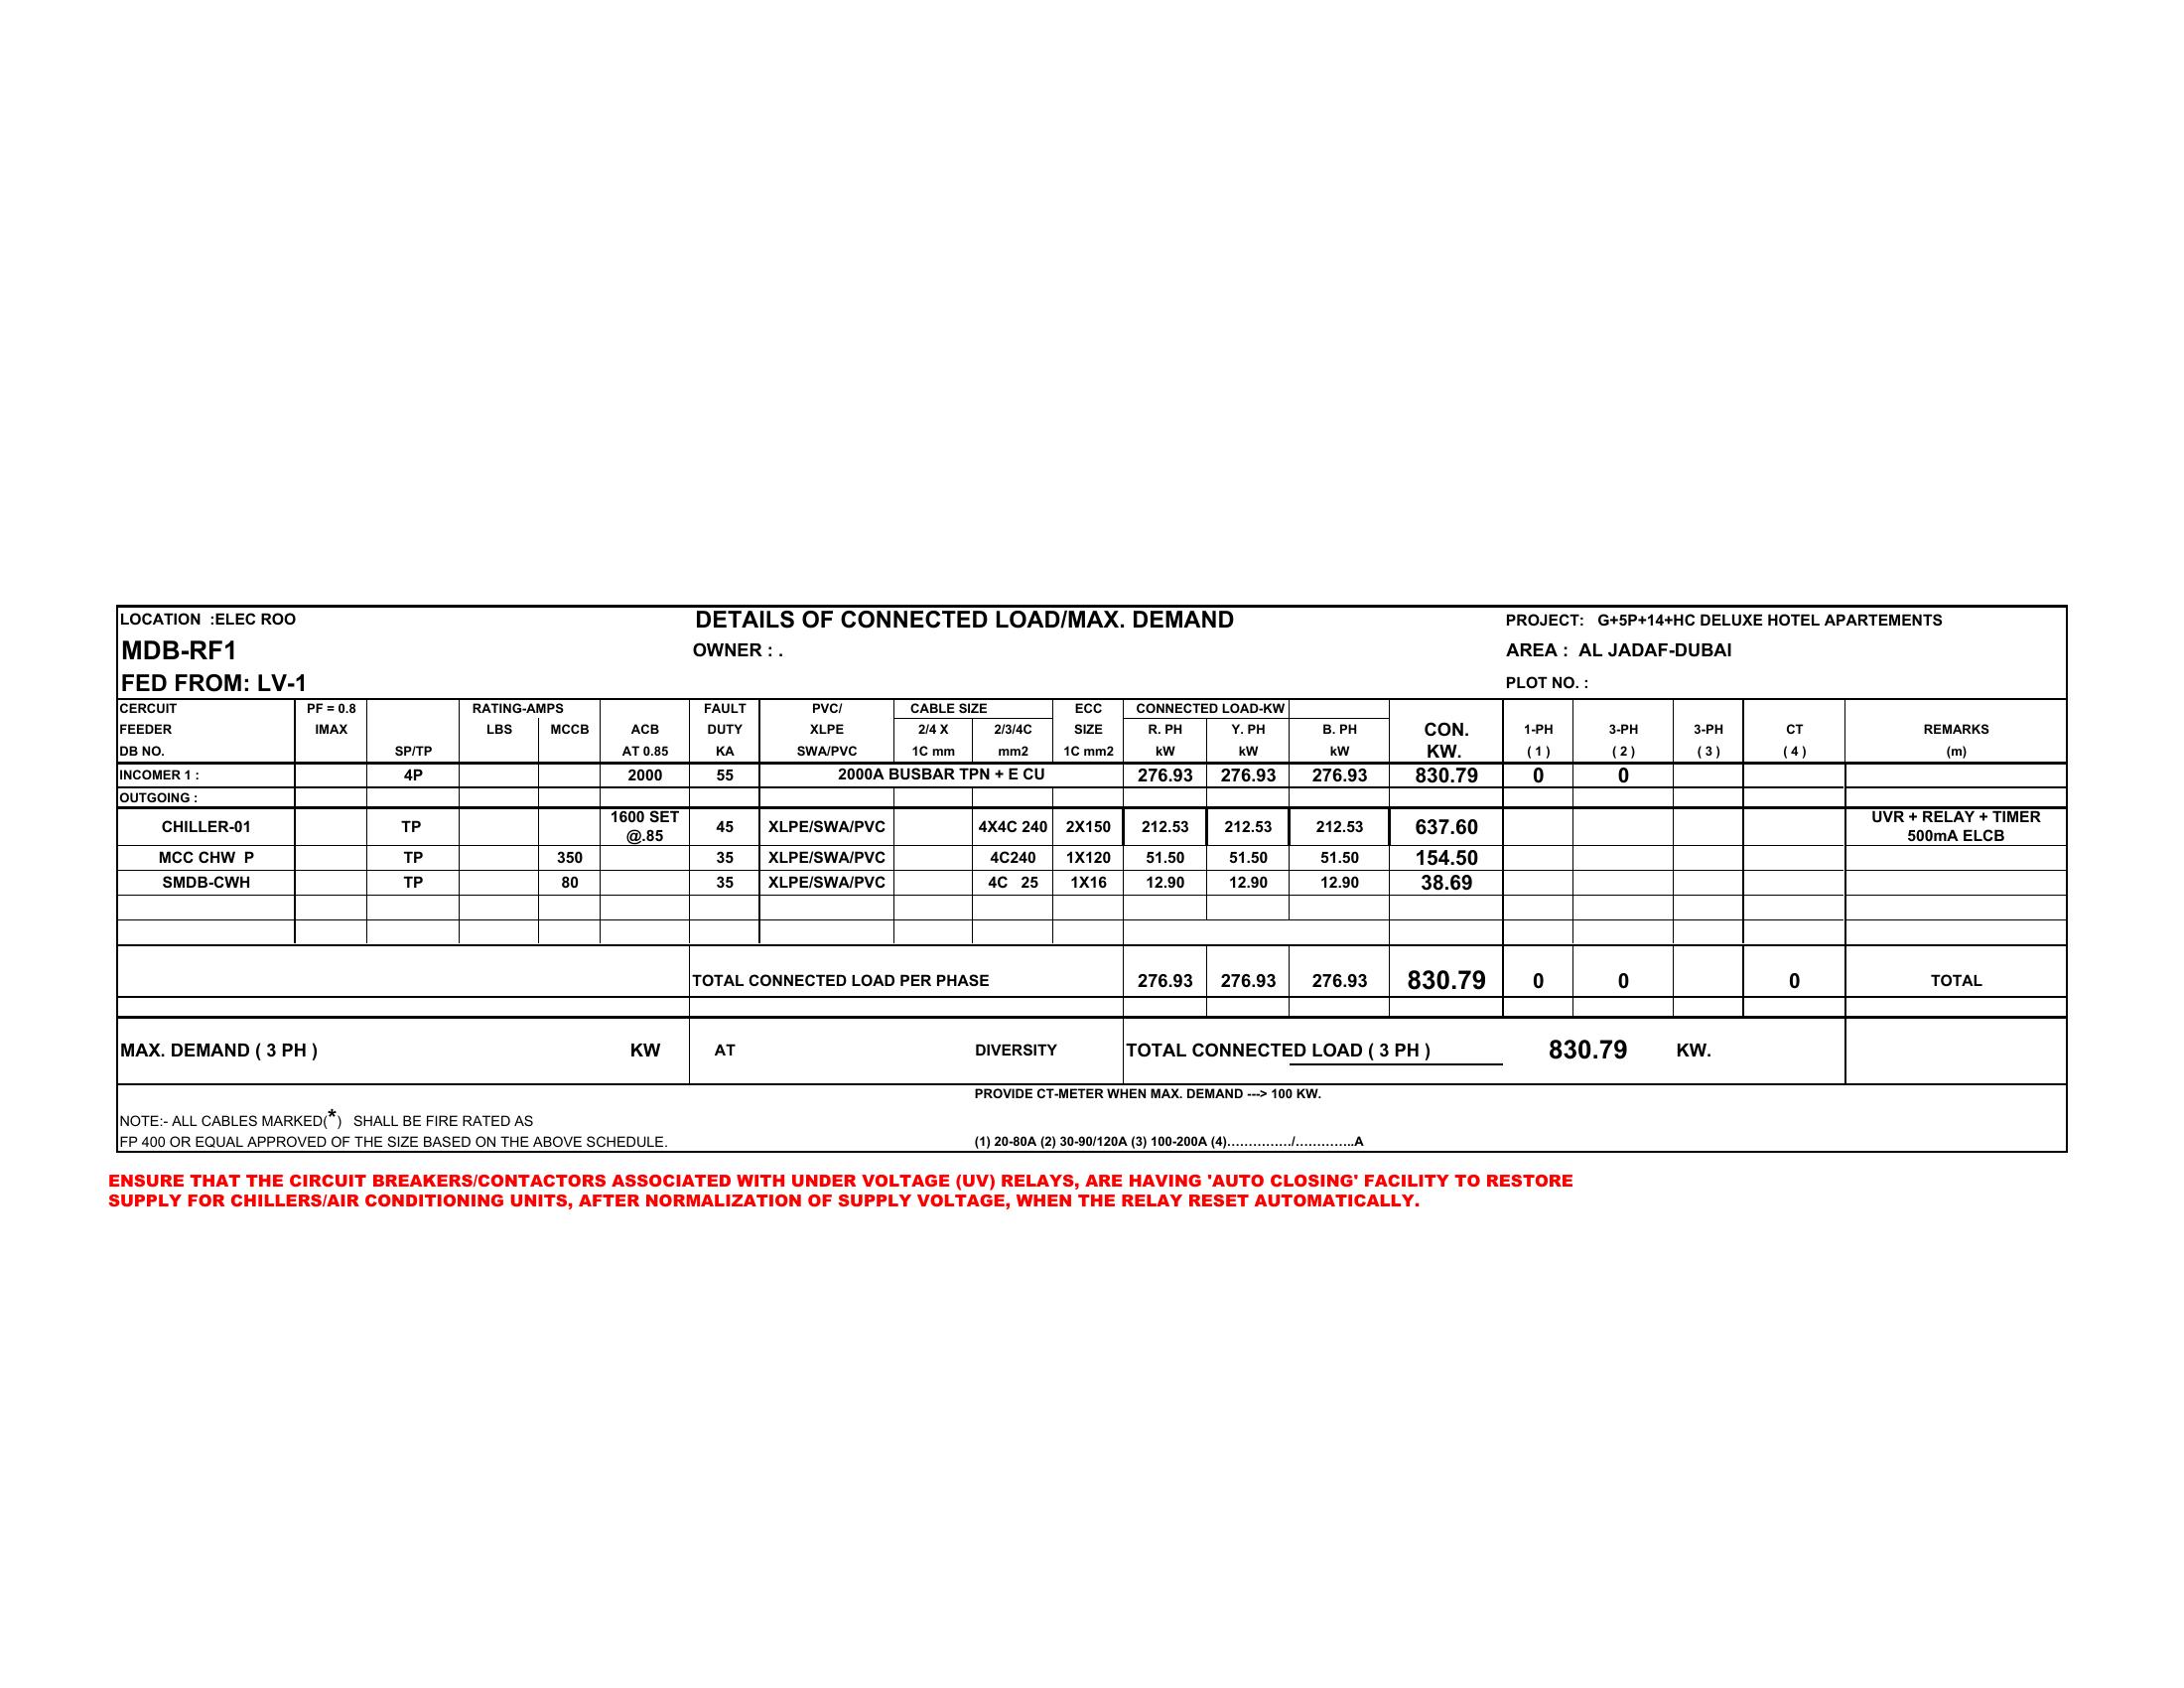 LOCATION :ELEC ROO DETAILS OF CONNECTED LOAD/MAX. DEMAND PROJECT: G+5P+14+HC DELUXE HOTEL APARTEMENTS
MDB-RF1 OWNER : . AREA : AL JADAF-DUBAI
FED FROM: LV-1 PLOT NO. :
CERCUIT PF = 0.8 RATING-AMPS FAULT PVC/ CABLE SIZE ECC CONNECTED LOAD-KW
FEEDER IMAX LBS MCCB ACB DUTY XLPE 2/4 X 2/3/4C SIZE R. PH Y. PH B. PH CON. 1-PH 3-PH 3-PH CT REMARKS
DB NO. SP/TP AT 0.85 KA SWA/PVC 1C mm mm2 1C mm2 kW kW kW KW. ( 1 ) ( 2 ) ( 3 ) ( 4 ) (m)
INCOMER 1 : 4P 2000 55 2000A BUSBAR TPN + E CU 276.93 276.93 276.93 830.79 0 0
OUTGOING :
CHILLER-01 TP 1600 SET @.85 45 XLPE/SWA/PVC 4X4C 240 2X150 212.53 212.53 212.53 637.60 UVR + RELAY + TIMER 500mA ELCB
MCC CHW P TP 350 35 XLPE/SWA/PVC 4C240 1X120 51.50 51.50 51.50 154.50
SMDB-CWH TP 80 35 XLPE/SWA/PVC 4C 25 1X16 12.90 12.90 12.90 38.69
TOTAL CONNECTED LOAD PER PHASE 276.93 276.93 276.93 830.79 0 0 0 TOTAL
MAX. DEMAND ( 3 PH ) KW AT DIVERSITY TOTAL CONNECTED LOAD ( 3 PH ) 830.79 KW.
PROVIDE CT-METER WHEN MAX. DEMAND ---> 100 KW.
NOTE:- ALL CABLES MARKED(*) SHALL BE FIRE RATED AS
FP 400 OR EQUAL APPROVED OF THE SIZE BASED ON THE ABOVE SCHEDULE. (1) 20-80A (2) 30-90/120A (3) 100-200A (4)……………/…………..A
ENSURE THAT THE CIRCUIT BREAKERS/CONTACTORS ASSOCIATED WITH UNDER VOLTAGE (UV) RELAYS, ARE HAVING 'AUTO CLOSING' FACILITY TO RESTORE
SUPPLY FOR CHILLERS/AIR CONDITIONING UNITS, AFTER NORMALIZATION OF SUPPLY VOLTAGE, WHEN THE RELAY RESET AUTOMATICALLY.